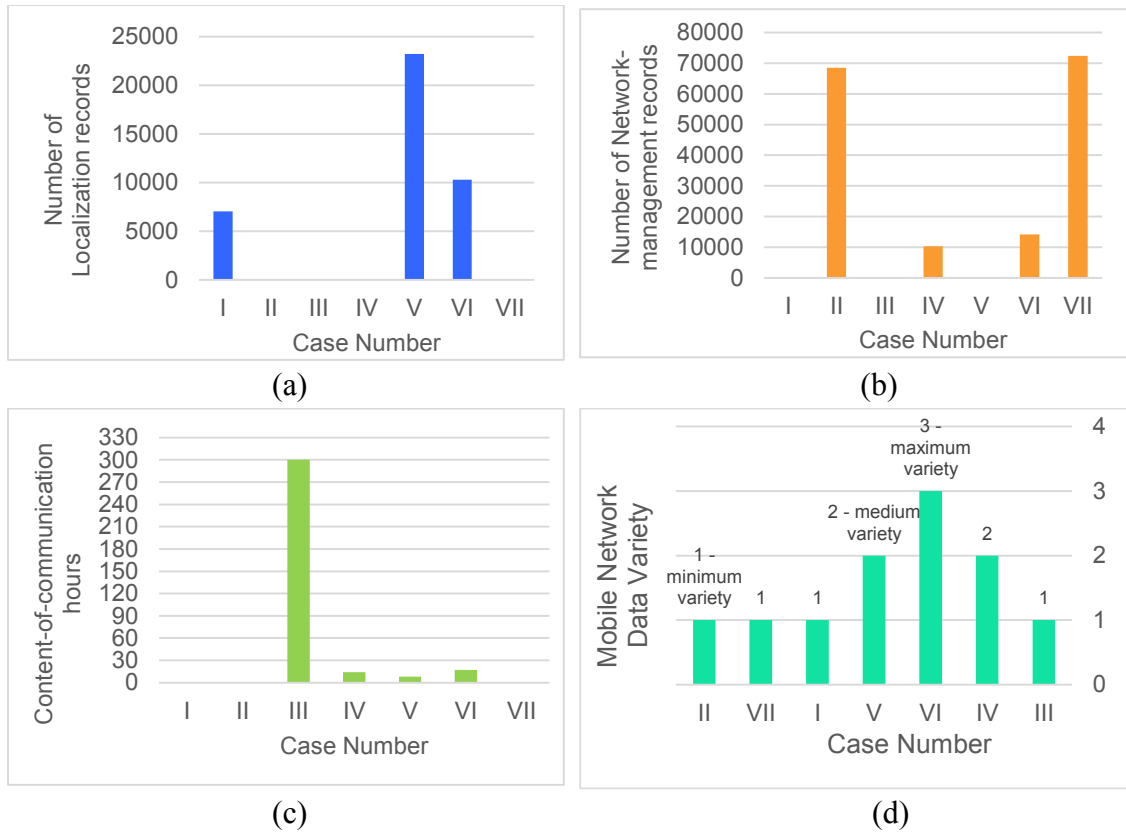 25000
20000
15000
10000
5000
0
Number of
Localization records
I II III IV V VI VII
Case Number
(a)
80000
70000
60000
50000
40000
30000
20000
10000
0
Number of Network-
management records
I II III IV V VI VII
Case Number
(b)
330
300
270
240
210
180
150
120
90
60
30
0
Content-of-communication
hours
I II III IV V VI VII
Case Number
(c)
4
3
2
1
0
Mobile Network
Data Variety
1 -
minimum
variety
1
1
2 - medium
variety
3 -
maximum
variety
2
1
II VII I V VI IV III
Case Number
(d)